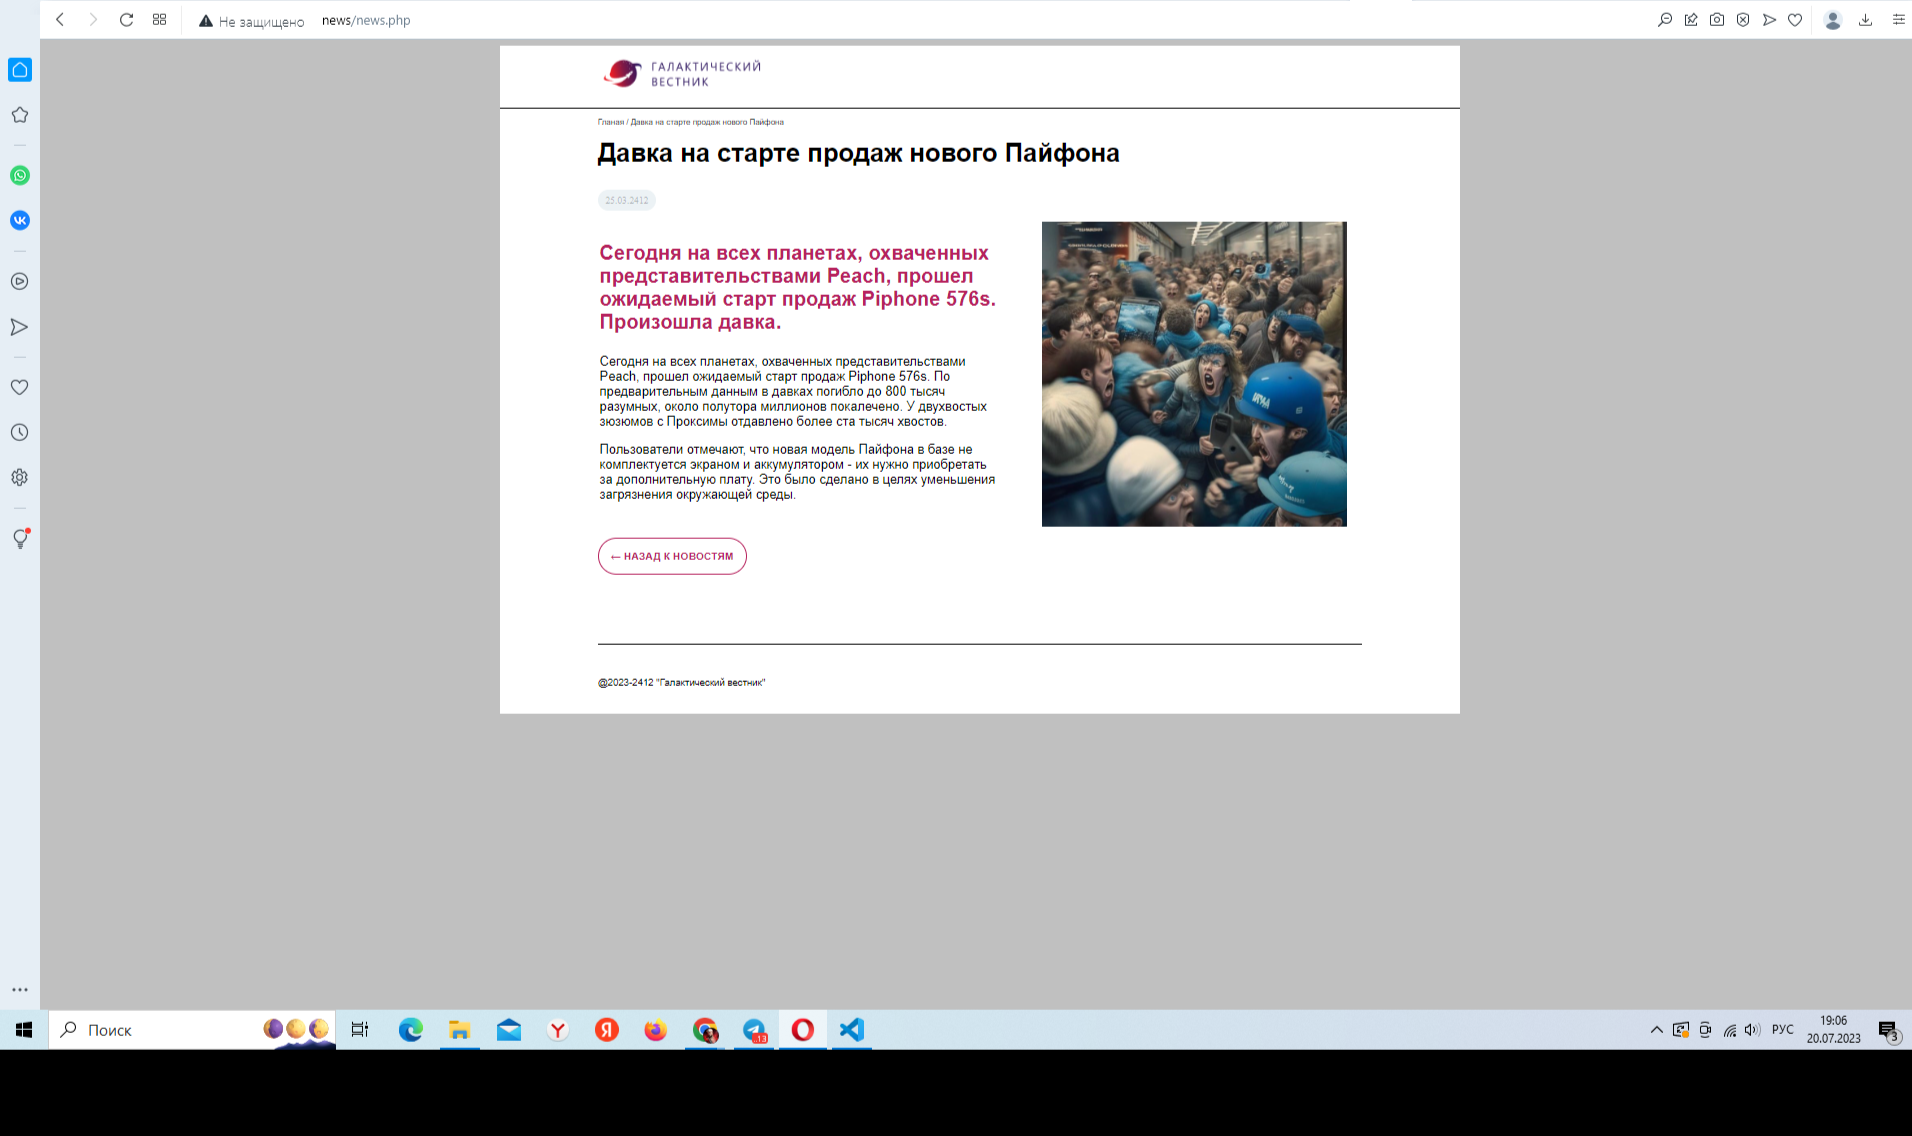 Не защищено news/news.php
ГАЛАКТИЧЕСКИЙ
ВЕСТНИК
Гланая / Давка на старте продаж нового Пайфона
Давка на старте продаж нового Пайфона
25.03.2412
Сегодня на всех планетах, охваченных
представительствами Peach, прошел
ожидаемый старт продаж Piphone 576s.
Произошла давка.
Сегодня на всех планетах, охваченных представительствами
Peach, прошел ожидаемый старт продаж Piphone 576s. По
предварительным данным в давках погибло до 800 тысяч
разумных, около полутора миллионов покалечено. У двухвостых
зюзюмов с Проксимы отдавлено более ста тысяч хвостов.
Пользователи отмечают, что новая модель Пайфона в базе не
комплектуется экраном и аккумулятором - их нужно приобретать
за дополнительную плату. Это было сделано в целях уменьшения
загрязнения окружающей среды.
← НАЗАД К НОВОСТЯМ
@2023-2412 "Галактический вестник"
Поиск
13
РУС
19:06
20.07.2023
3